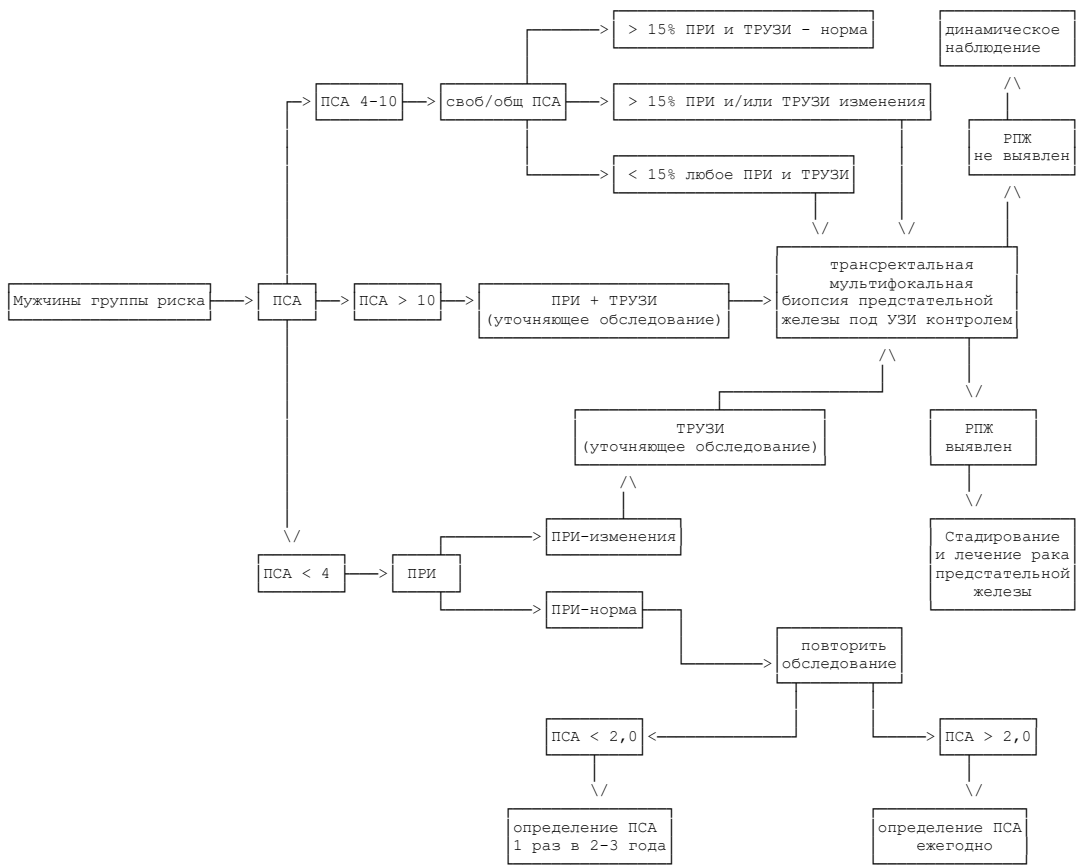 > 15% ПРИ и ТРУЗИ - норма
динамическое
наблюдение
ПСА 4-10
своб/общ ПСА
> 15% ПРИ и/или ТРУЗИ изменения
РПЖ
не выявлен
< 15% любое ПРИ и ТРУЗИ
Мужчины группы риска
ПСА
ПСА > 10
ПРИ + ТРУЗИ
(уточняющее обследование)
трансректальная
мультифокальная
биопсия предстательной
железы под УЗИ контролем
ТРУЗИ
(уточняющее обследование)
РПЖ
выявлен
ПСА < 4
ПРИ
ПРИ-изменения
Стадирование
и лечение рака
предстательной
железы
ПРИ-норма
повторить
обследование
ПСА < 2,0
ПСА > 2,0
определение ПСА
1 раз в 2-3 года
определение ПСА
ежегодно